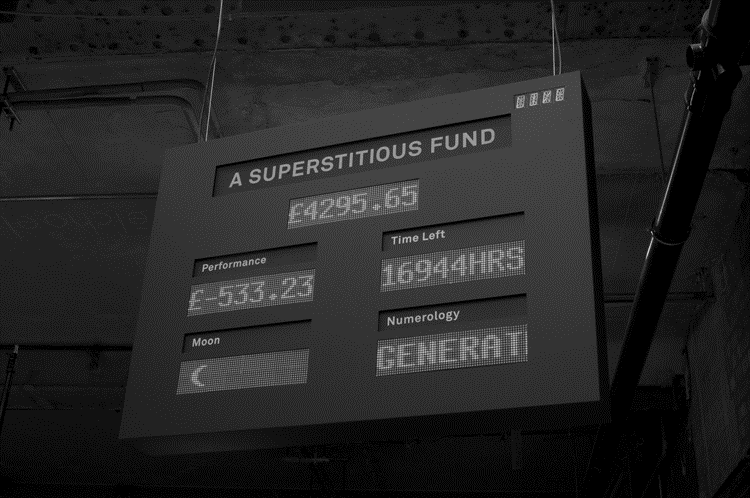 A SUPERSTITIOUS FUND
£4295.65
Performance
£-533.23
Time Left
16944HRS
Moon
Numerology
GENERAT